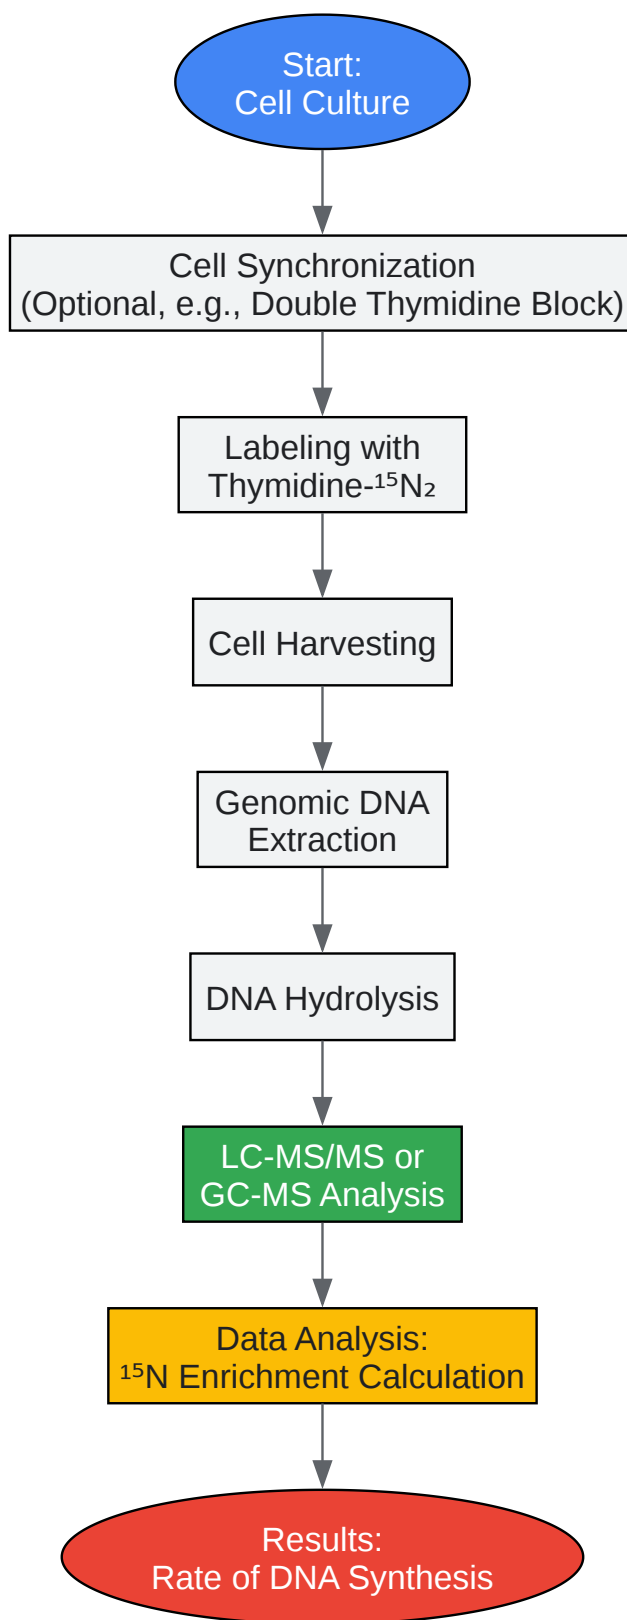 Start:
Cell Culture
Cell Synchronization
(Optional, e.g., Double Thymidine Block)
Labeling with
Thymidine-¹⁵N₂
Cell Harvesting
Genomic DNA
Extraction
DNA Hydrolysis
LC-MS/MS or
GC-MS Analysis
Data Analysis:
¹⁵N Enrichment Calculation
Results:
Rate of DNA Synthesis